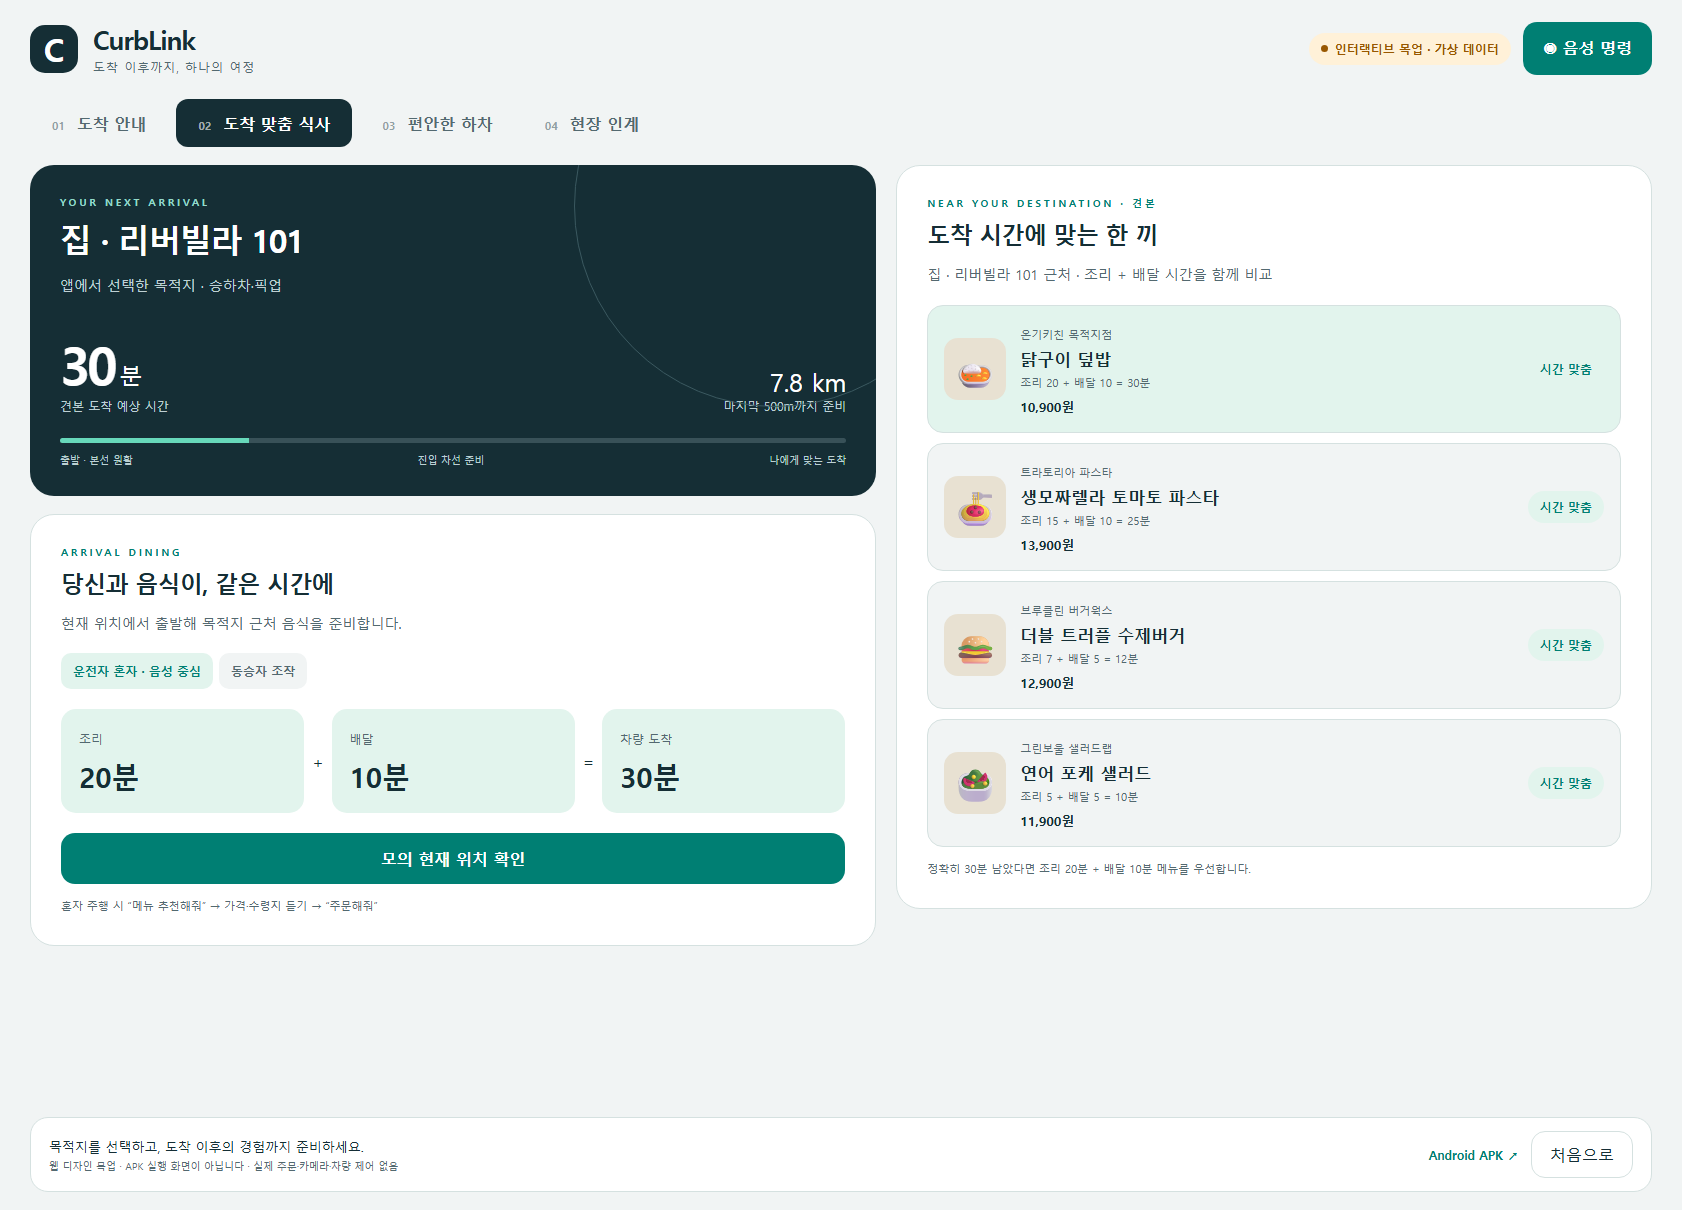 C
CurbLink
도착 이후까지, 하나의 여정
인터랙티브 목업 · 가상 데이터
음성 명령
01 도착 안내
02 도착 맞춤 식사
03 편안한 하차
04 현장 인계
YOUR NEXT ARRIVAL
집 · 리버빌라 101
앱에서 선택한 목적지 · 승하차·픽업
30분
견본 도착 예상 시간
7.8 km
마지막 500m까지 준비
출발 · 본선 원활
진입 차선 준비
나에게 맞는 도착
ARRIVAL DINING
당신과 음식이, 같은 시간에
현재 위치에서 출발해 목적지 근처 음식을 준비합니다.
운전자 혼자 · 음성 중심
동승자 조작
조리
20분
+
배달
10분
=
차량 도착
30분
모의 현재 위치 확인
혼자 주행 시 “메뉴 추천해줘” → 가격·수령지 듣기 → “주문해줘”
NEAR YOUR DESTINATION · 견본
도착 시간에 맞는 한 끼
집 · 리버빌라 101 근처 · 조리 + 배달 시간을 함께 비교
온기키친 목적지점
닭구이 덮밥
조리 20 + 배달 10 = 30분
10,900원
시간 맞춤
트라토리아 파스타
생모짜렐라 토마토 파스타
조리 15 + 배달 10 = 25분
13,900원
시간 맞춤
브루클린 버거웍스
더블 트러플 수제버거
조리 7 + 배달 5 = 12분
12,900원
시간 맞춤
그린보울 샐러드랩
연어 포케 샐러드
조리 5 + 배달 5 = 10분
11,900원
시간 맞춤
정확히 30분 남았다면 조리 20분 + 배달 10분 메뉴를 우선합니다.
목적지를 선택하고, 도착 이후의 경험까지 준비하세요.
웹 디자인 목업 · APK 실행 화면이 아닙니다 · 실제 주문·카메라·차량 제어 없음
Android APK ↗
처음으로